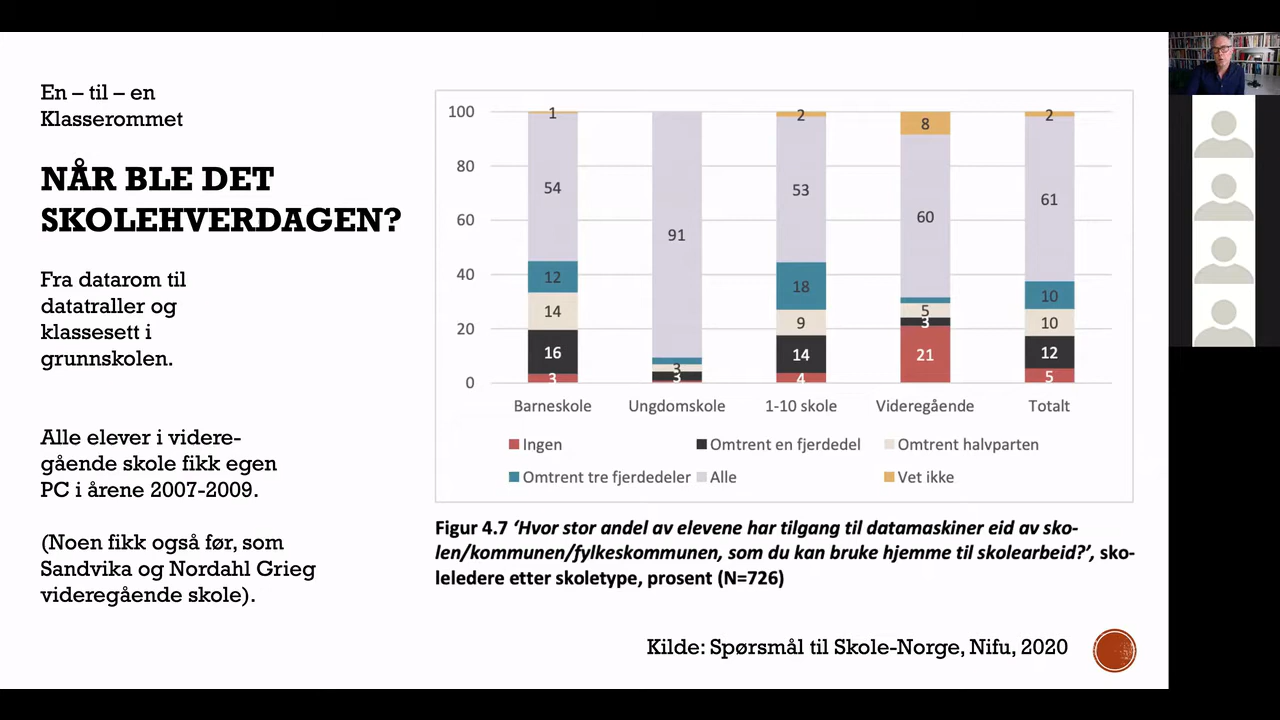 En – til – en
Klasserommet
NÅR BLE DET
SKOLEHVERDAGEN?
Fra datarom til
datatraller og
klassesett i
grunnskolen.
Alle elever i videre-
gående skole fikk egen
PC i årene 2007-2009.
(Noen fikk også før, som
Sandvika og Nordahl Grieg
videregående skole).
100
80
60
40
20
0
1
54
12
14
16
3
91
3
3
2
53
18
9
14
4
8
60
5
3
21
2
61
10
10
12
5
Barneskole Ungdomskole 1-10 skole Videregående Totalt
Ingen Omtrent en fjerdedel Omtrent halvparten
Omtrent tre fjerdedeler Alle Vet ikke
Figur 4.7 ‘Hvor stor andel av elevene har tilgang til datamaskiner eid av sko-
len/kommunen/fylkeskommunen, som du kan bruke hjemme til skolearbeid?’, sko-
leledere etter skoletype, prosent (N=726)
Kilde: Spørsmål til Skole-Norge, Nifu, 2020